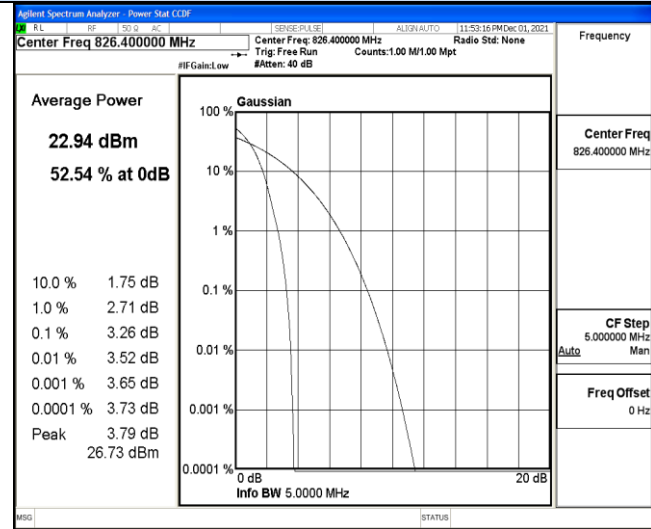 Agilent Spectrum Analyzer - Power Stat CCDF
RL RF 50 Ω AC SENSE:PULSE ALIGNAUTO 11:53:16 PM Dec 01, 2021
Center Freq 826.400000 MHz
Center Freq: 826.400000 MHz Radio Std: None
Trig: Free Run Counts:1.00 M/1.00 Mpt
#IFGain:Low #Atten: 40 dB
Frequency
Average Power
22.94 dBm
52.54 % at 0dB
10.0 % 1.75 dB
1.0 % 2.71 dB
0.1 % 3.26 dB
0.01 % 3.52 dB
0.001 % 3.65 dB
0.0001 % 3.73 dB
Peak 3.79 dB
26.73 dBm
Gaussian
100 %
10 %
1 %
0.1 %
0.01 %
0.001 %
0.0001 %
0 dB 20 dB
Info BW 5.0000 MHz
Center Freq
826.400000 MHz
CF Step
5.000000 MHz
Auto Man
Freq Offset
0 Hz
MSG STATUS